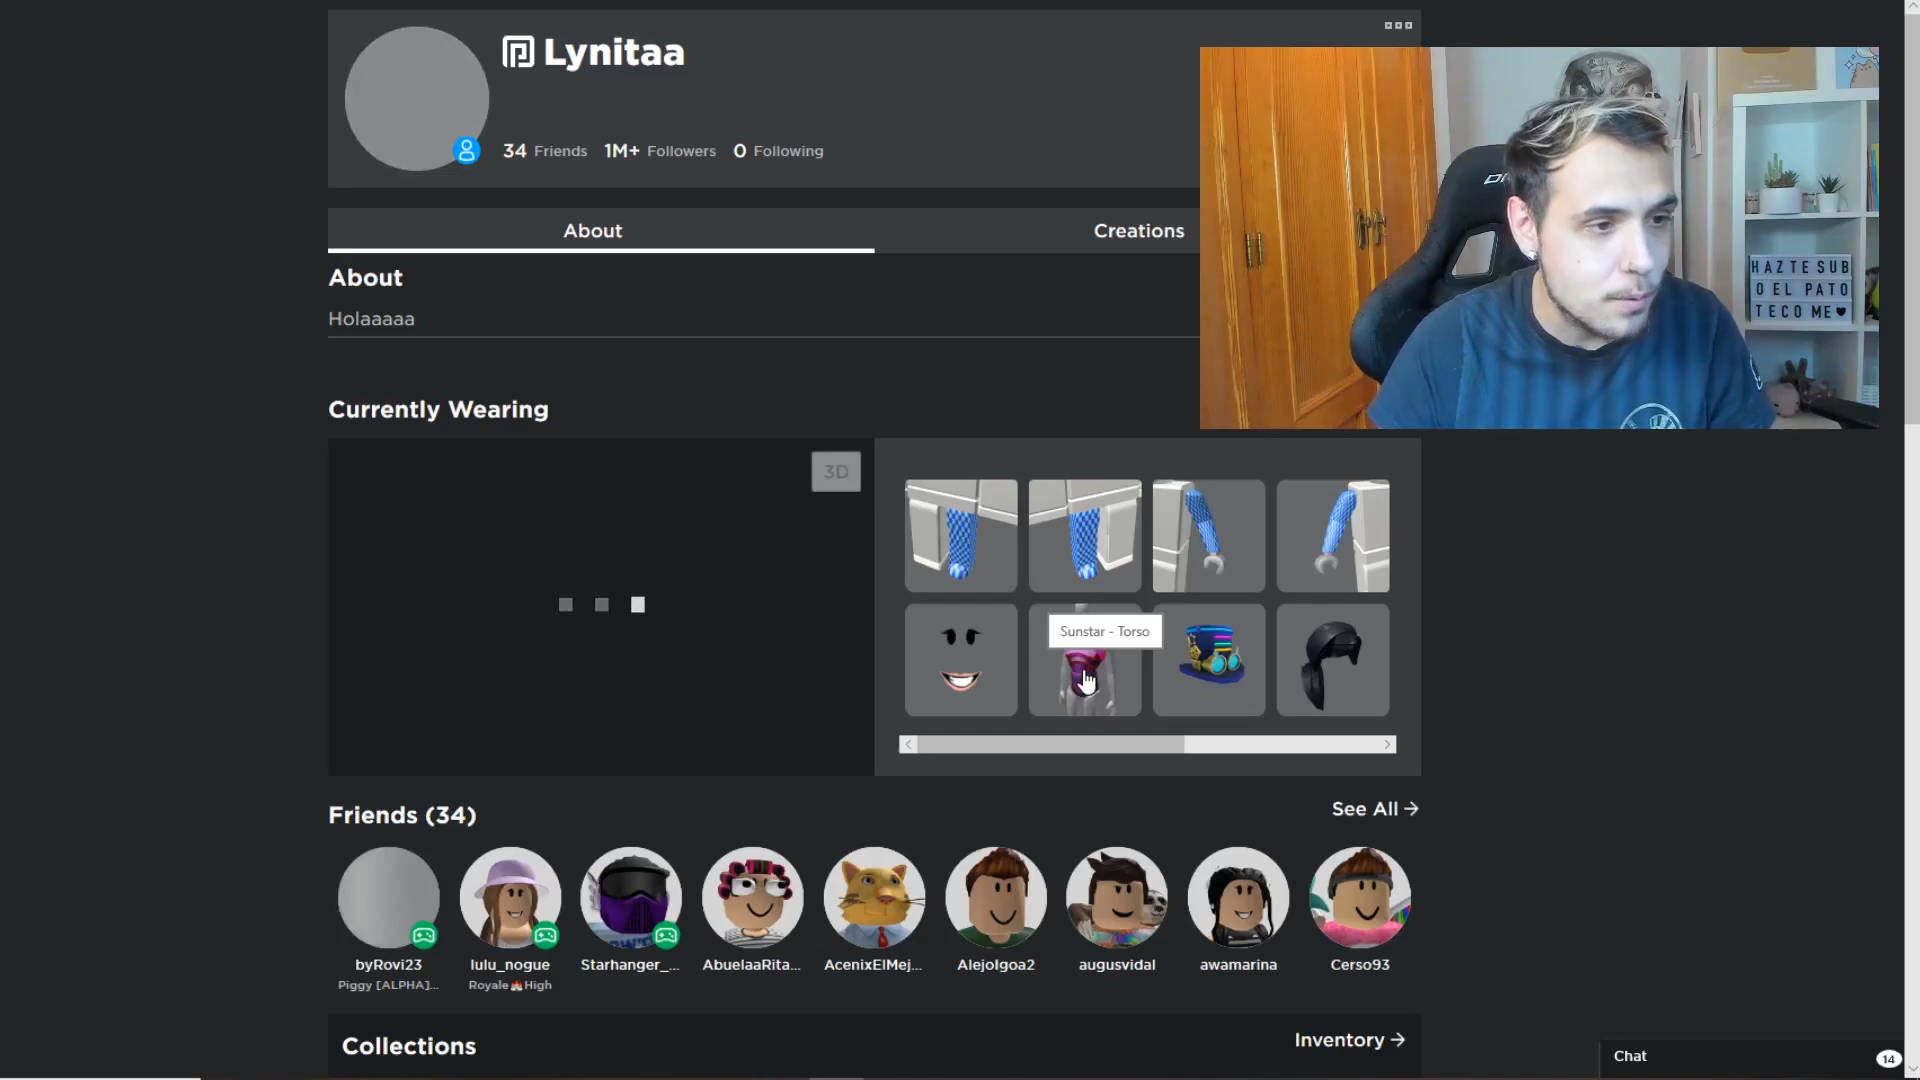 Lynitaa
34 Friends 1M+ Followers 0 Following
About
Creations
About
Holaaaaa
HAZTE SUB
O EL PATO
TECO ME♥
Currently Wearing
3D
Sunstar - Torso
Friends (34)
See All →
byRovi23
Piggy [ALPHA]...
lulu_nogue
Royale🏰High
Starhanger_...
AbuelaaRita...
AcenixElMej...
AlejoIgoa2
augusvidal
awamarina
Cerso93
Collections
Inventory →
Chat
14